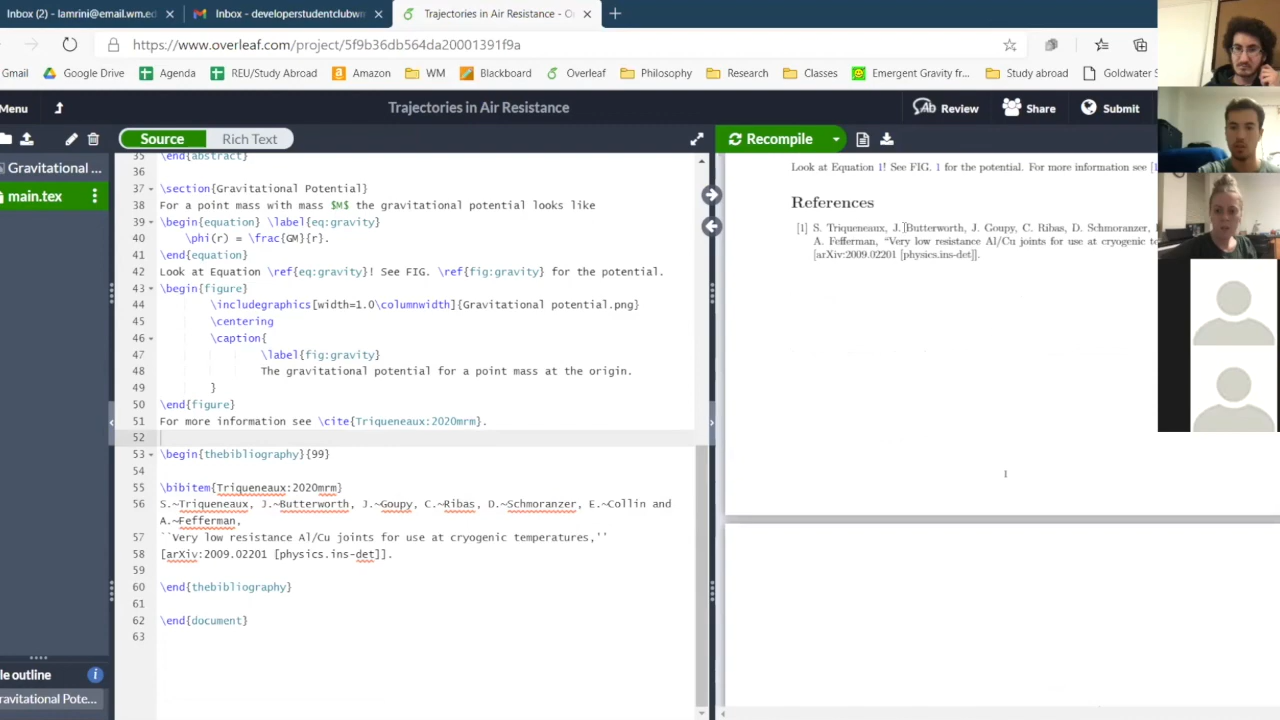 Inbox (2) - lamrini@email.wm.ed
Inbox - developerstudentclubwm
Trajectories in Air Resistance - O
https://www.overleaf.com/project/5f9b36db564da20001391f9a
Gmail
Google Drive
Agenda
REU/Study Abroad
Amazon
WM
Blackboard
Overleaf
Philosophy
Research
Classes
Emergent Gravity fr...
Study abroad
Goldwater S
Menu
Trajectories in Air Resistance
Review
Share
Submit
Source
Rich Text
Recompile
Gravitational
main.tex
le outline
ravitational Pote...
35 \end{abstract}
36
37 \section{Gravitational Potential}
38 For a point mass with mass $M$ the gravitational potential looks like
39 \begin{equation} \label{eq:gravity}
40 \phi(r) = \frac{GM}{r}.
41 \end{equation}
42 Look at Equation \ref{eq:gravity}! See FIG. \ref{fig:gravity} for the potential.
43 \begin{figure}
44 \includegraphics[width=1.0\columnwidth]{Gravitational potential.png}
45 \centering
46 \caption{
47 \label{fig:gravity}
48 The gravitational potential for a point mass at the origin.
49 }
50 \end{figure}
51 For more information see \cite{Triqueneaux:2020mrm}.
52
53 \begin{thebibliography}{99}
54
55 \bibitem{Triqueneaux:2020mrm}
56 S.~Triqueneaux, J.~Butterworth, J.~Goupy, C.~Ribas, D.~Schmoranzer, E.~Collin and
A.~Fefferman,
57 ``Very low resistance Al/Cu joints for use at cryogenic temperatures,''
58 [arXiv:2009.02201 [physics.ins-det]].
59
60 \end{thebibliography}
61
62 \end{document}
63
Look at Equation 1! See FIG. 1 for the potential. For more information see [1
References
[1] S. Triqueneaux, J. Butterworth, J. Goupy, C. Ribas, D. Schmoranzer,
A. Fefferman, “Very low resistance Al/Cu joints for use at cryogenic te
[arXiv:2009.02201 [physics.ins-det]].